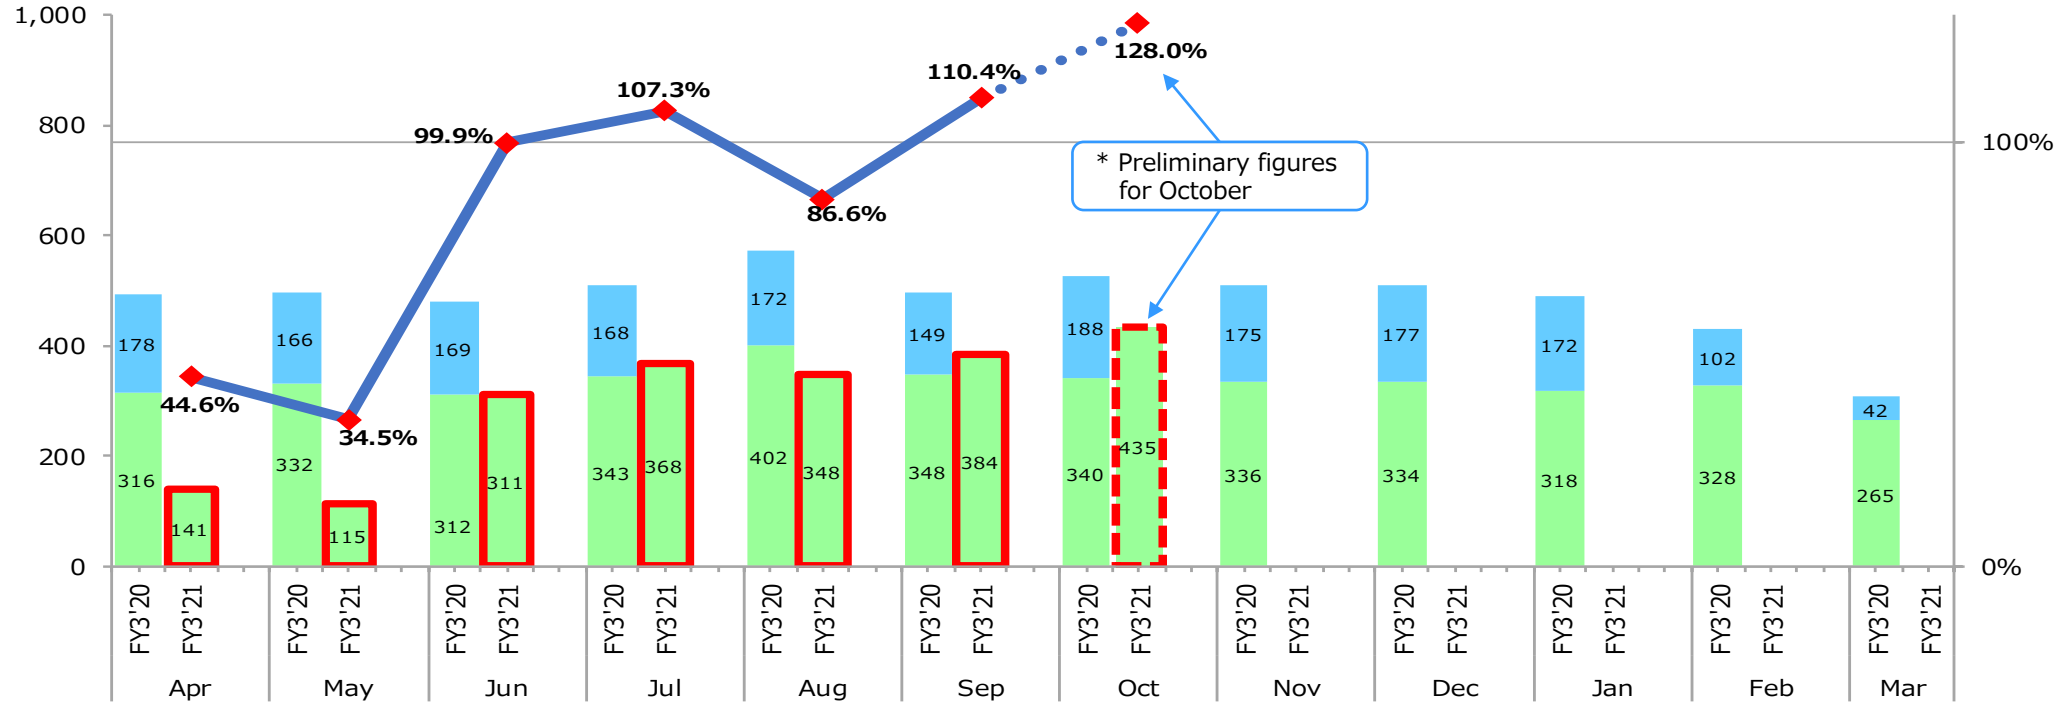 1,000
800
600
400
200
0
100%
0%
44.6%
34.5%
99.9%
107.3%
86.6%
110.4%
128.0%
* Preliminary figures
for October
178
316
141
166
332
115
169
312
311
168
343
368
172
402
348
149
348
384
188
340
435
175
336
177
334
172
318
102
328
42
265
FY3'20
FY3'21
FY3'20
FY3'21
FY3'20
FY3'21
FY3'20
FY3'21
FY3'20
FY3'21
FY3'20
FY3'21
FY3'20
FY3'21
FY3'20
FY3'21
FY3'20
FY3'21
FY3'20
FY3'21
FY3'20
FY3'21
FY3'20
FY3'21
Apr
May
Jun
Jul
Aug
Sep
Oct
Nov
Dec
Jan
Feb
Mar